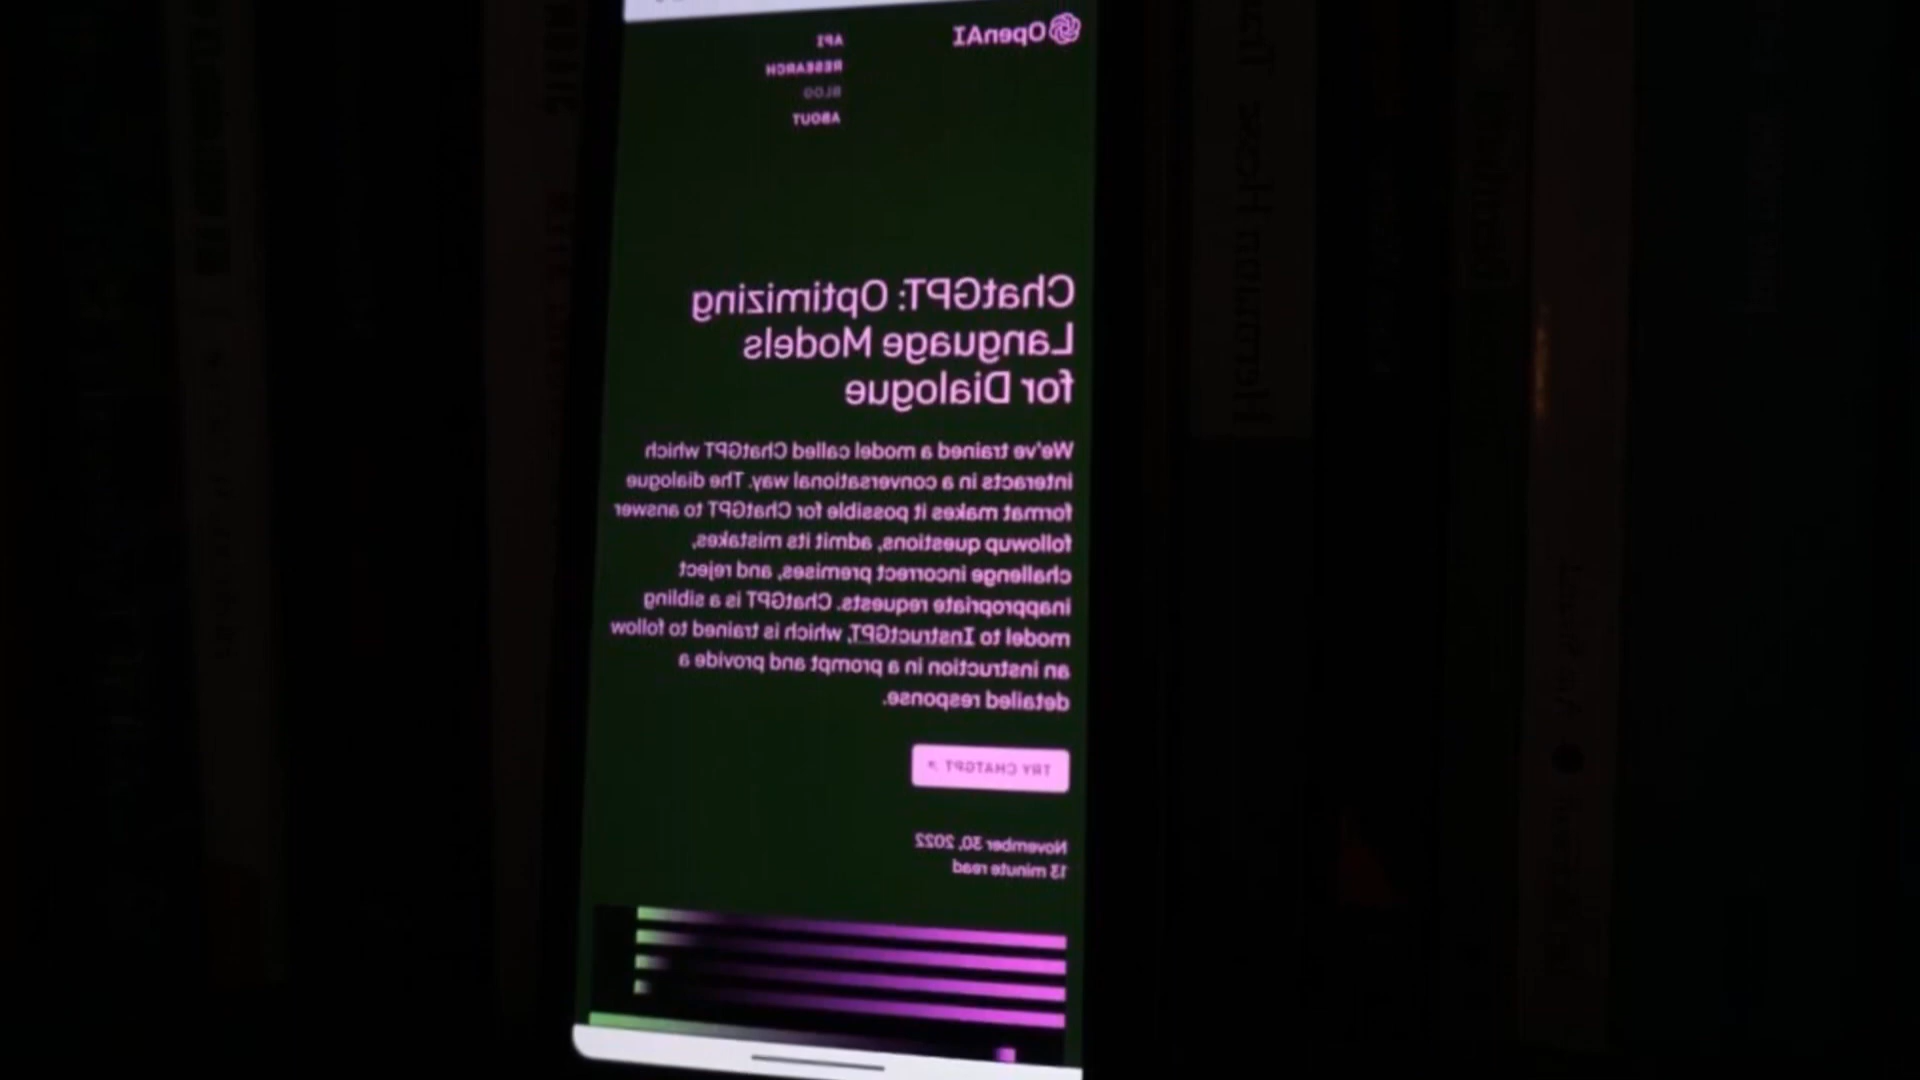 OpenAI
API
RESEARCH
BLOG
ABOUT
ChatGPT: Optimizing
Language Models
for Dialogue
We've trained a model called ChatGPT which
interacts in a conversational way. The dialogue
format makes it possible for ChatGPT to answer
followup questions, admit its mistakes,
challenge incorrect premises, and reject
inappropriate requests. ChatGPT is a sibling
model to InstructGPT, which is trained to follow
an instruction in a prompt and provide a
detailed response.
TRY CHATGPT ↗
November 30, 2022
13 minute read
Hermann Hesse